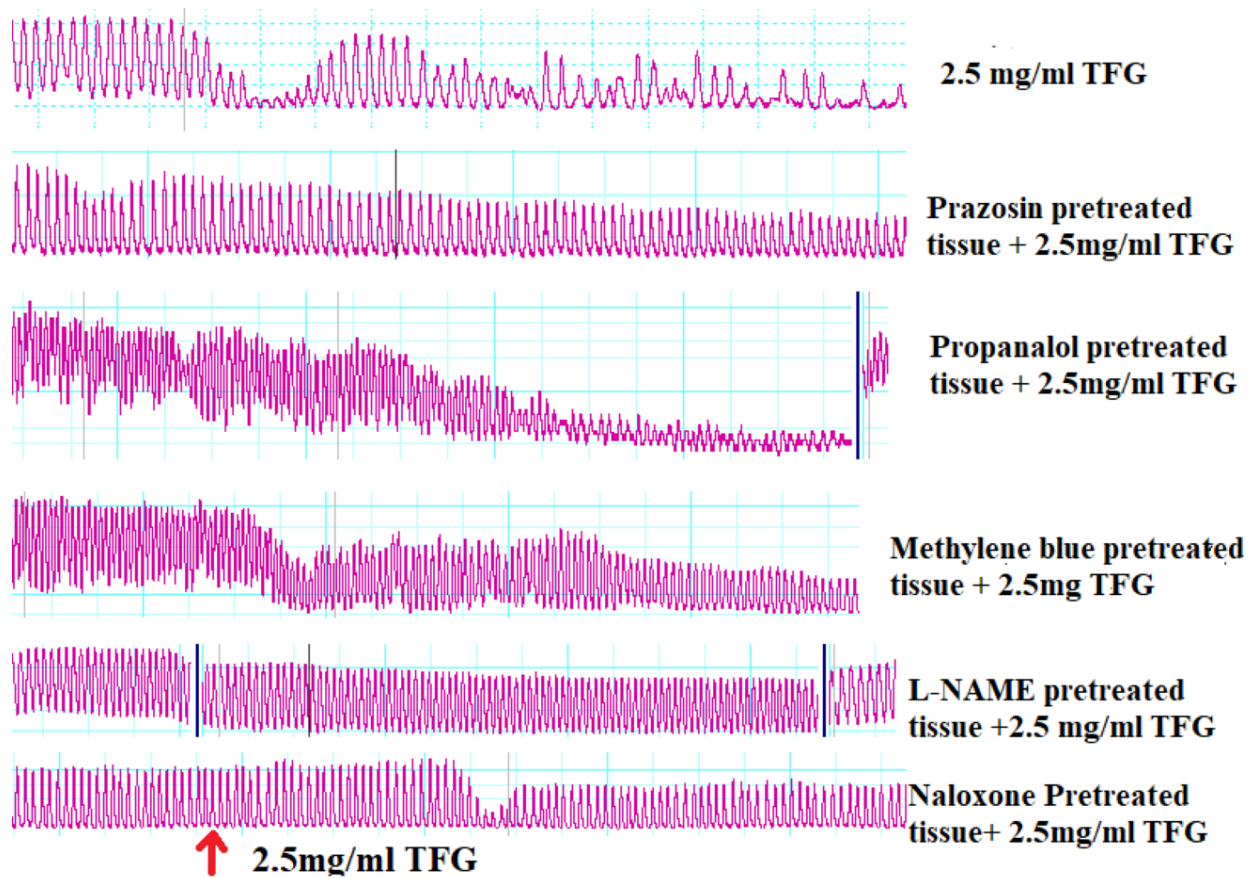 2.5 mg/ml TFG
Prazosin pretreated
tissue + 2.5mg/ml TFG
Propanalol pretreated
tissue + 2.5mg/ml TFG
Methylene blue pretreated
tissue + 2.5mg TFG
L-NAME pretreated
tissue +2.5 mg/ml TFG
Naloxone Pretreated
tissue+ 2.5mg/ml TFG
2.5mg/ml TFG